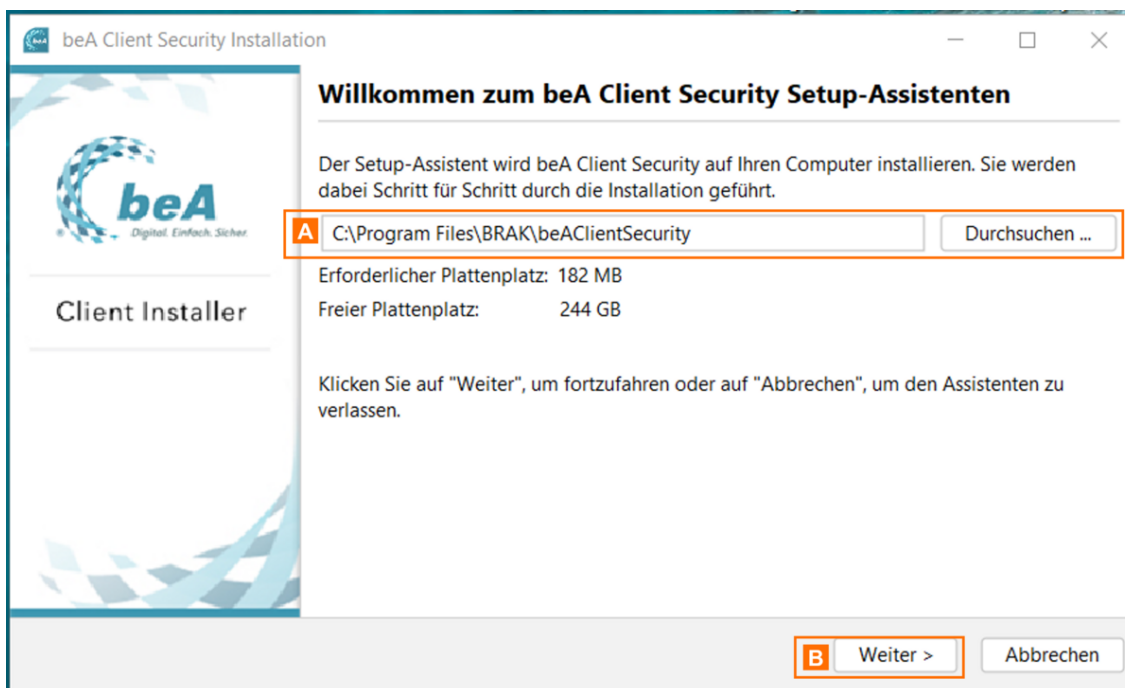 beA Client Security Installation
Willkommen zum beA Client Security Setup-Assistenten
Der Setup-Assistent wird beA Client Security auf Ihren Computer installieren. Sie werden
dabei Schritt für Schritt durch die Installation geführt.
beA
Digital. Einfach. Sicher.
A C:\Program Files\BRAK\beAClientSecurity Durchsuchen ...
Erforderlicher Plattenplatz: 182 MB
Freier Plattenplatz: 244 GB
Client Installer
Klicken Sie auf "Weiter", um fortzufahren oder auf "Abbrechen", um den Assistenten zu
verlassen.
B Weiter > Abbrechen